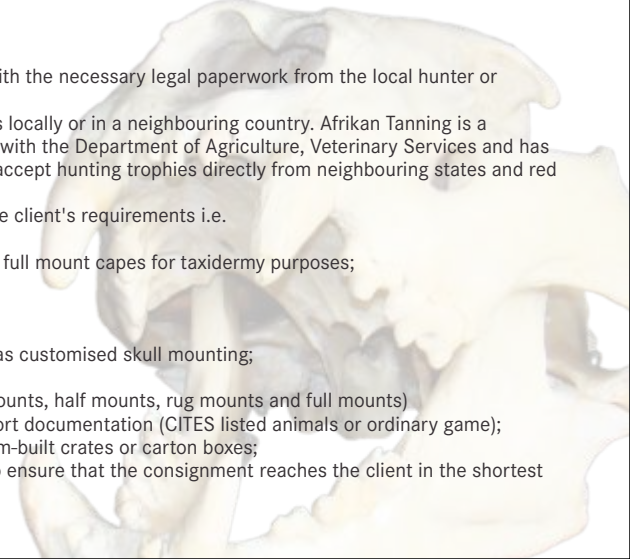 ith the necessary legal paperwork from the local hunter or
s locally or in a neighbouring country. Afrikan Tanning is a
with the Department of Agriculture, Veterinary Services and has
accept hunting trophies directly from neighbouring states and red
e client's requirements i.e.
full mount capes for taxidermy purposes;
as customised skull mounting;
ounts, half mounts, rug mounts and full mounts)
ort documentation (CITES listed animals or ordinary game);
m-built crates or carton boxes;
o ensure that the consignment reaches the client in the shortest